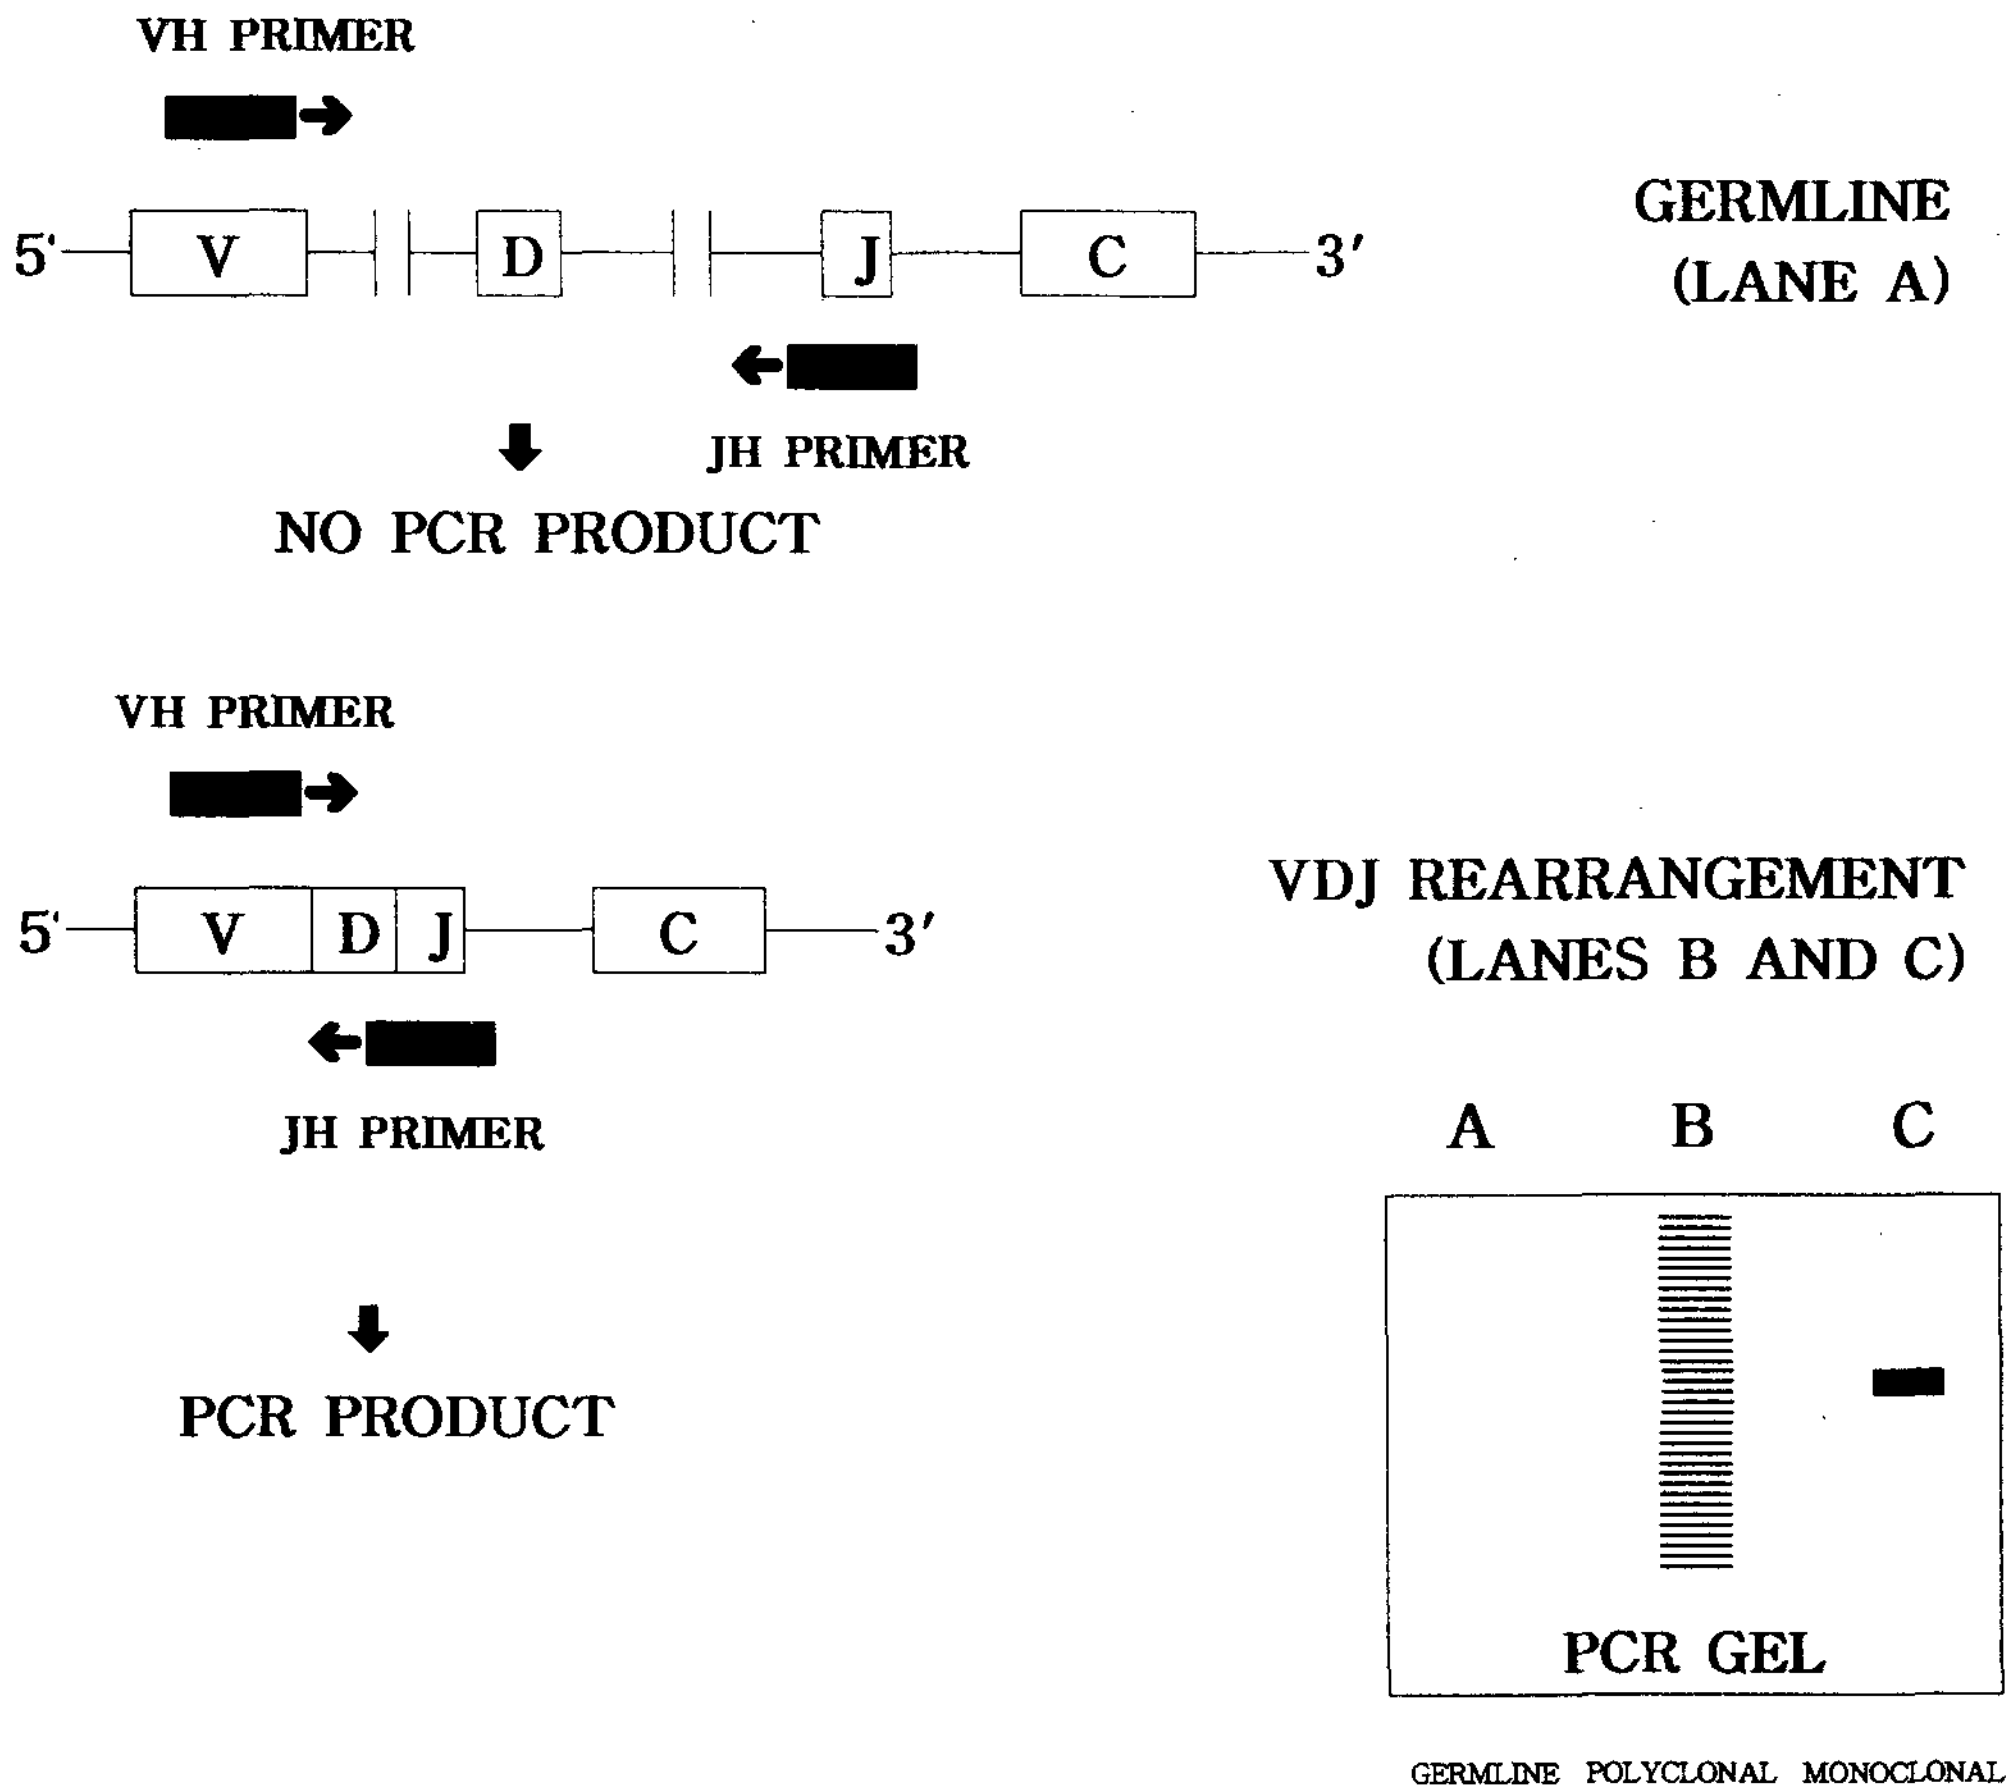 VH PRIMER
5' V D J C 3'
GERMLINE
(LANE A)
JH PRIMER
NO PCR PRODUCT
VH PRIMER
5' V D J C 3'
VDJ REARRANGEMENT
(LANES B AND C)
JH PRIMER
PCR PRODUCT
A B C
PCR GEL
GERMLINE POLYCLONAL MONOCLONAL